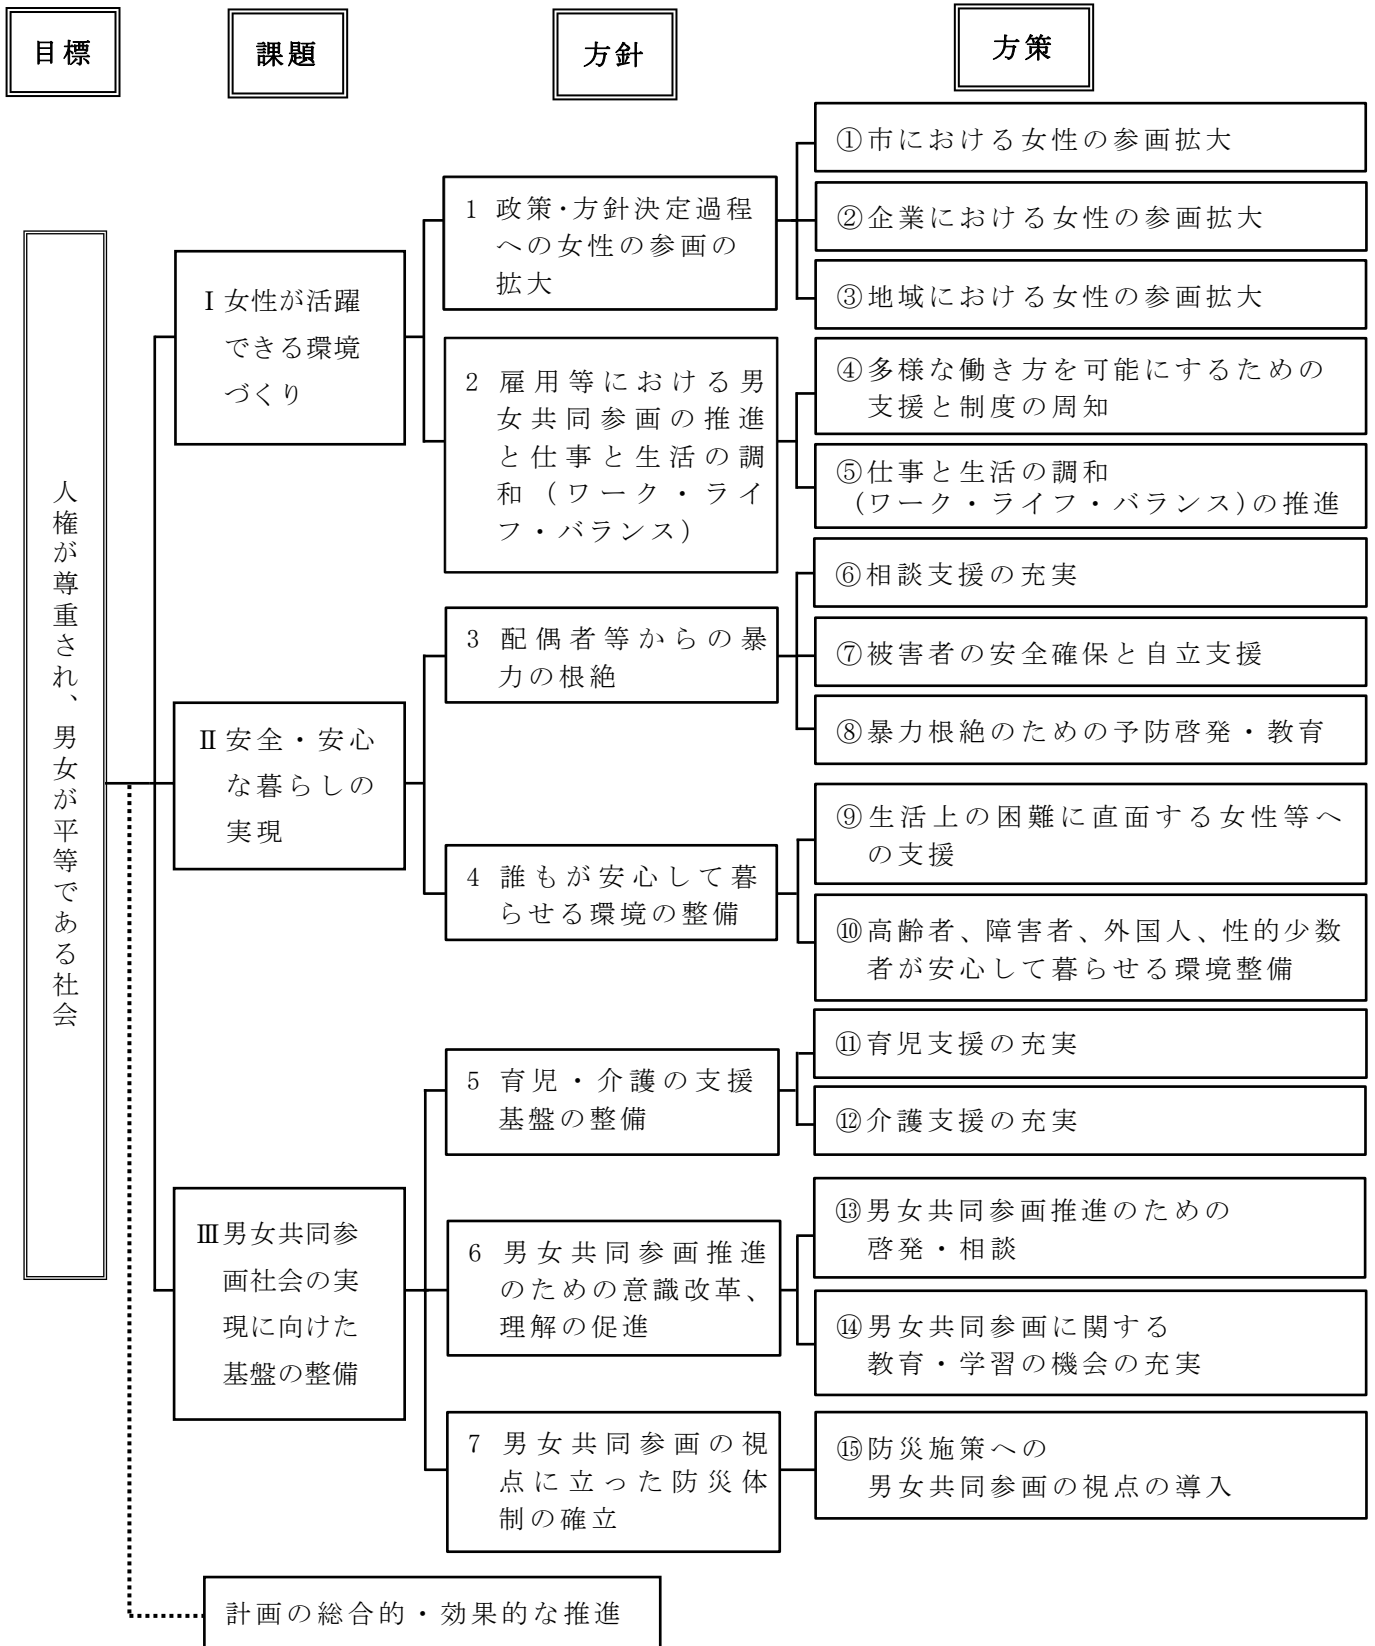 目標
課題
方針
方策
人権が尊重され、男女が平等である社会
Ⅰ女性が活躍
できる環境
づくり
1 政策・方針決定過程
への女性の参画の
拡大
①市における女性の参画拡大
②企業における女性の参画拡大
③地域における女性の参画拡大
2 雇用等における男
女共同参画の推進
と仕事と生活の調
和（ワーク・ライ
フ・バランス）
④多様な働き方を可能にするための
支援と制度の周知
⑤仕事と生活の調和
(ワーク・ライフ・バランス)の推進
Ⅱ安全・安心
な暮らしの
実現
3 配偶者等からの暴
力の根絶
⑥相談支援の充実
⑦被害者の安全確保と自立支援
⑧暴力根絶のための予防啓発・教育
4 誰もが安心して暮
らせる環境の整備
⑨生活上の困難に直面する女性等へ
の支援
⑩高齢者、障害者、外国人、性的少数
者が安心して暮らせる環境整備
Ⅲ男女共同参
画社会の実
現に向けた
基盤の整備
5 育児・介護の支援
基盤の整備
⑪育児支援の充実
⑫介護支援の充実
6 男女共同参画推進
のための意識改革、
理解の促進
⑬男女共同参画推進のための
啓発・相談
⑭男女共同参画に関する
教育・学習の機会の充実
7 男女共同参画の視
点に立った防災体
制の確立
⑮防災施策への
男女共同参画の視点の導入
計画の総合的・効果的な推進